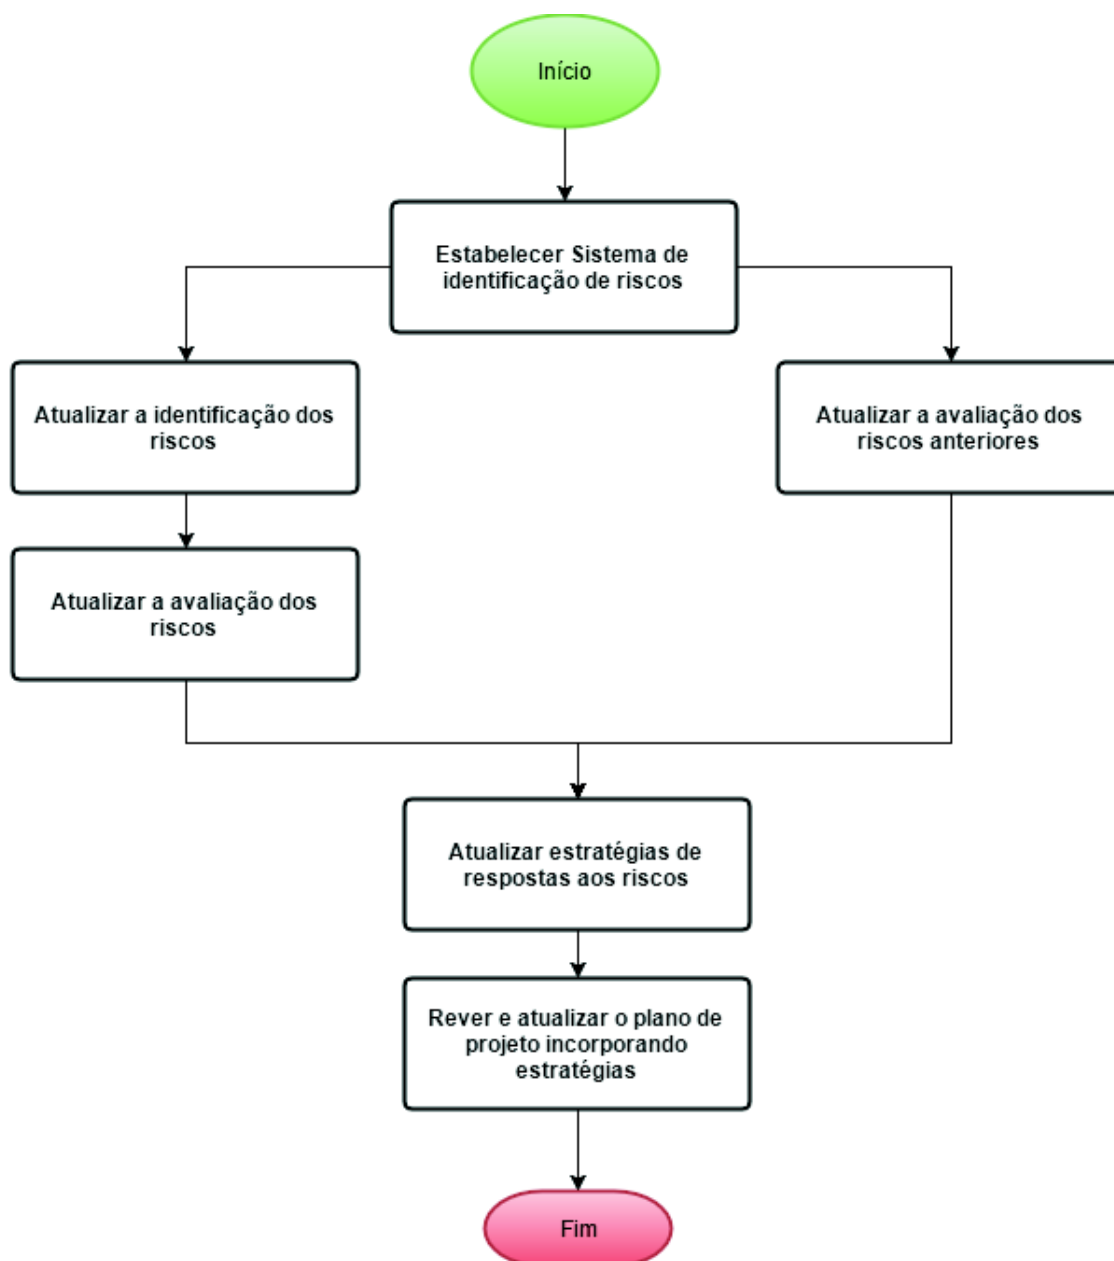 Início
Estabelecer Sistema de
identificação de riscos
Atualizar a identificação dos
riscos
Atualizar a avaliação dos
riscos anteriores
Atualizar a avaliação dos
riscos
Atualizar estratégias de
respostas aos riscos
Rever e atualizar o plano de
projeto incorporando
estratégias
Fim